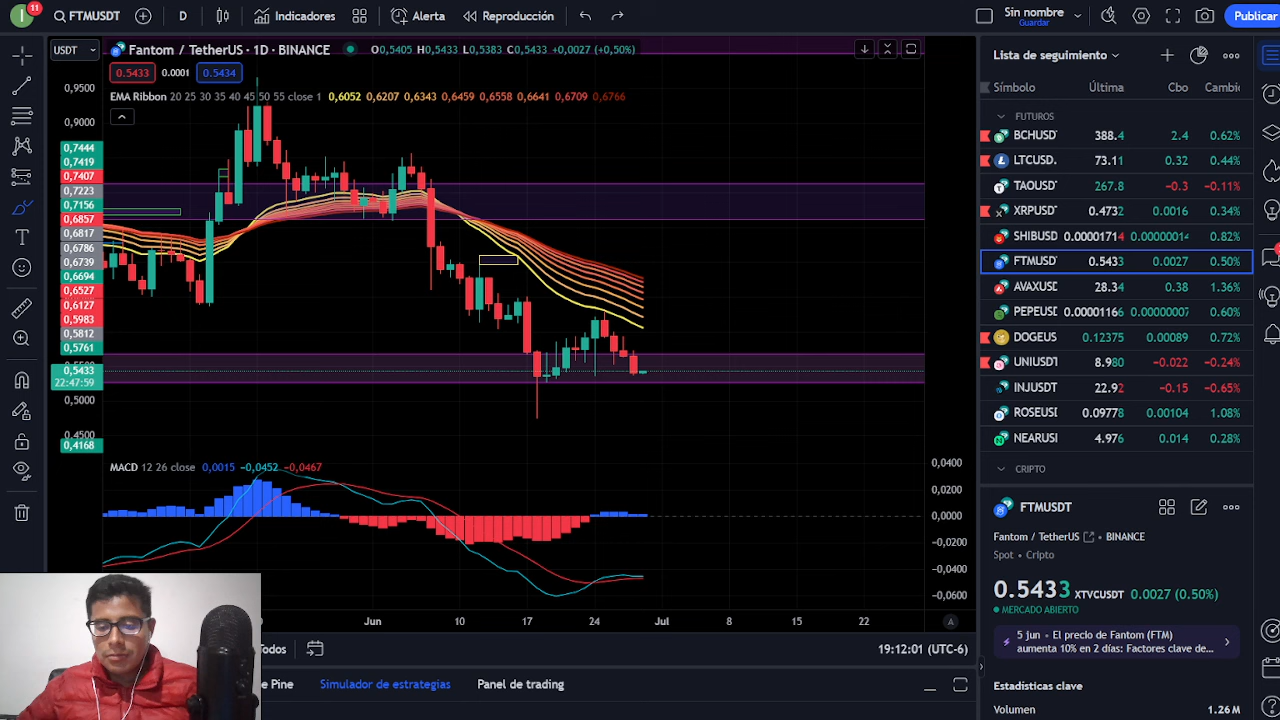 I
11
FTMUSDT
D
Indicadores
Alerta
Reproducción
Sin nombre
Guardar
Publicar
USDT
Fantom / TetherUS · 1D · BINANCE
O0,5405 H0,5433 L0,5383 C0,5433 +0,0027 (+0,50%)
0.5433
0.0001
0.5434
EMA Ribbon 20 25 30 35 40 45 50 55 close 1 0,6052 0,6207 0,6343 0,6459 0,6558 0,6641 0,6709 0,6766
0,9500
0,9000
0,7444
0,7419
0,7407
0,7223
0,7156
0,6857
0,6817
0,6786
0,6739
0,6694
0,6527
0,6127
0,5983
0,5812
0,5761
0,5433
22:47:59
0,5000
0,4500
0,4168
MACD 12 26 close 0,0015 −0,0452 −0,0467
0,0400
0,0200
0,0000
−0,0200
−0,0400
−0,0600
Jun
10
17
24
Jul
8
15
22
A
Todos
19:12:01 (UTC-6)
e Pine
Simulador de estrategias
Panel de trading
Lista de seguimiento
Símbolo Última Cbo Cambi
FUTUROS
BCHUSD 388.4 2.4 0.62%
LTCUSD. 73.11 0.32 0.44%
TAOUSD 267.8 −0.3 −0.11%
XRPUSD 0.4732 0.0016 0.34%
SHIBUSD 0.00001714 0.00000014 0.82%
FTMUSD 0.5433 0.0027 0.50%
AVAXUSD 28.34 0.38 1.36%
PEPEUSD 0.00001166 0.00000007 0.60%
DOGEUS 0.12375 0.00089 0.72%
UNIUSDT 8.980 −0.022 −0.24%
INJUSDT 22.92 −0.15 −0.65%
ROSEUSI 0.09778 0.00104 1.08%
NEARUSI 4.976 0.014 0.28%
CRIPTO
FTMUSDT
Fantom / TetherUS · BINANCE
Spot · Cripto
0.5433 XTVCUSDT 0.0027 (0.50%)
MERCADO ABIERTO
5 jun · El precio de Fantom (FTM)
aumenta 10% en 2 días: Factores clave de...
Estadísticas clave
Volumen 1.26 M